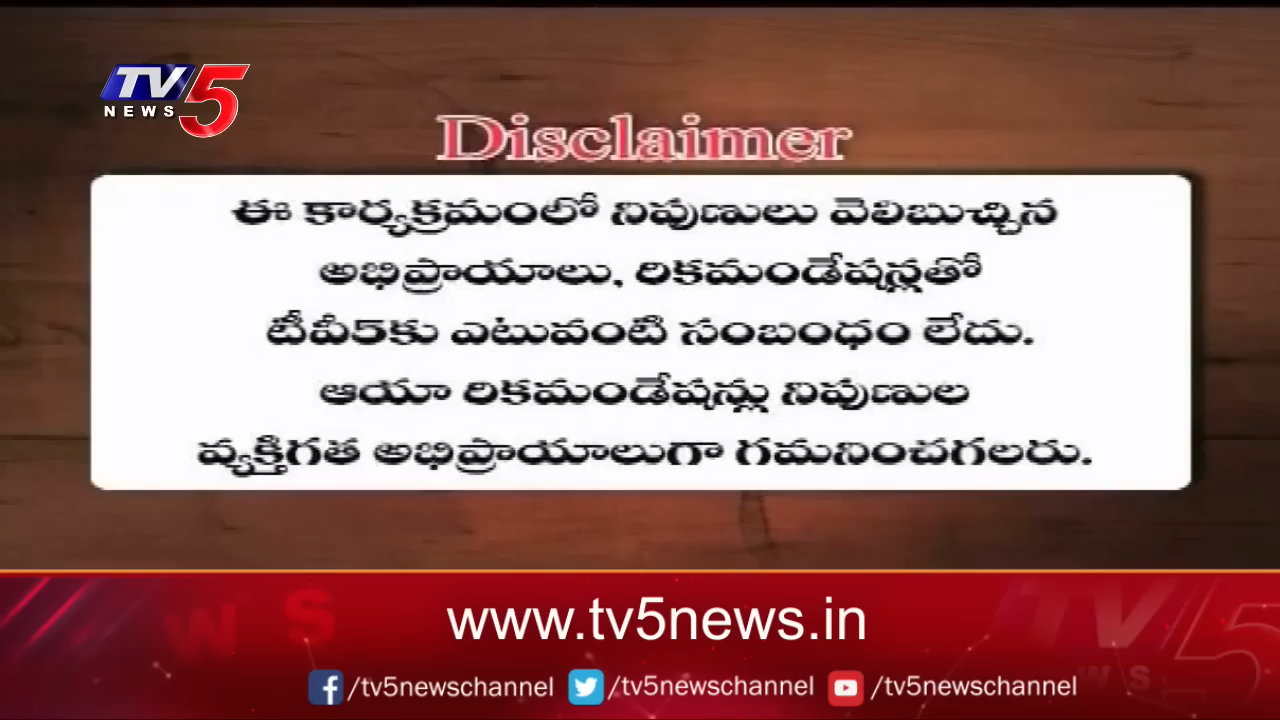 TV5
NEWS
Disclaimer
ఈ కార్యక్రమంలో నిపుణులు వెలిబుచ్చిన
అభిప్రాయాలు, రికమండేషన్లతో
టీవీ5కు ఎటువంటి సంబంధం లేదు.
ఆయా రికమండేషన్లు నిపుణుల
వ్యక్తిగత అభిప్రాయాలుగా గమనించగలరు.
www.tv5news.in
/tv5newschannel /tv5newschannel /tv5newschannel